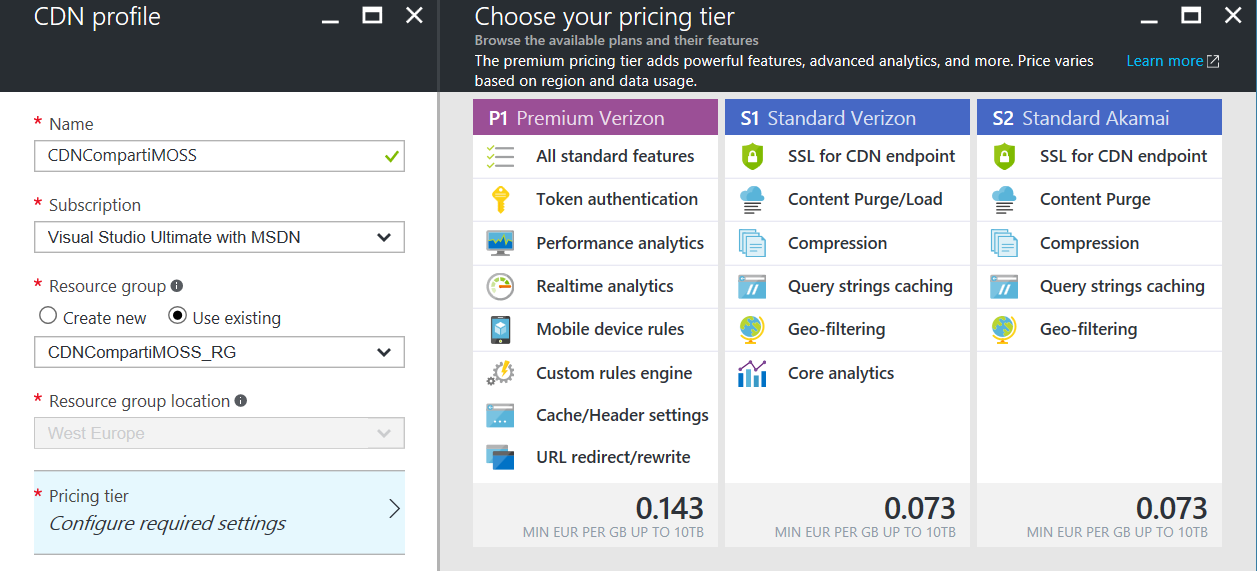 CDN profile
* Name
CDNCompartiMOSS
* Subscription
Visual Studio Ultimate with MSDN
* Resource group
Create new
Use existing
CDNCompartiMOSS_RG
* Resource group location
West Europe
* Pricing tier
Configure required settings
Choose your pricing tier
Browse the available plans and their features
The premium pricing tier adds powerful features, advanced analytics, and more. Price varies
based on region and data usage.
Learn more
P1 Premium Verizon
All standard features
Token authentication
Performance analytics
Realtime analytics
Mobile device rules
Custom rules engine
Cache/Header settings
URL redirect/rewrite
0.143
MIN EUR PER GB UP TO 10TB
S1 Standard Verizon
SSL for CDN endpoint
Content Purge/Load
Compression
Query strings caching
Geo-filtering
Core analytics
0.073
MIN EUR PER GB UP TO 10TB
S2 Standard Akamai
SSL for CDN endpoint
Content Purge
Compression
Query strings caching
Geo-filtering
0.073
MIN EUR PER GB UP TO 10TB